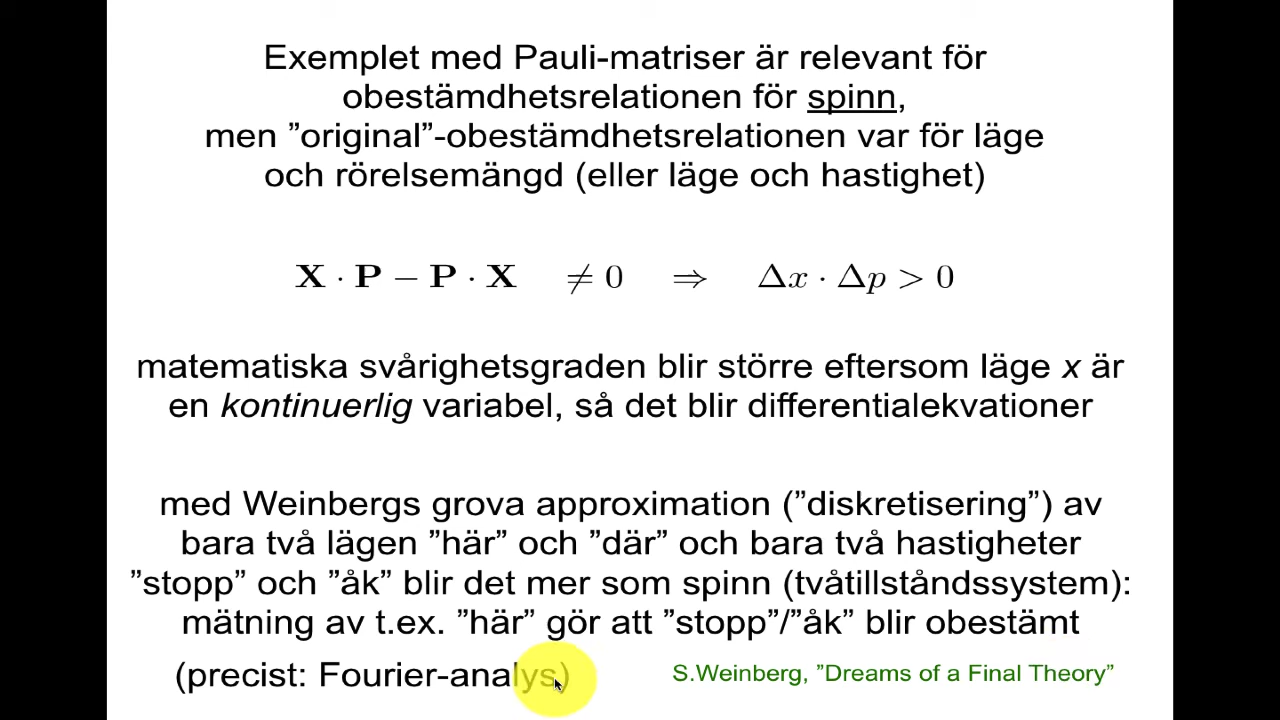 Exemplet med Pauli-matriser är relevant för
obestämdhetsrelationen för spinn,
men ”original”-obestämdhetsrelationen var för läge
och rörelsemängd (eller läge och hastighet)
X · P − P · X ≠ 0 ⇒ Δx · Δp > 0
matematiska svårighetsgraden blir större eftersom läge x är
en kontinuerlig variabel, så det blir differentialekvationer
med Weinbergs grova approximation (”diskretisering”) av
bara två lägen ”här” och ”där” och bara två hastigheter
”stopp” och ”åk” blir det mer som spinn (tvåtillståndssystem):
mätning av t.ex. ”här” gör att ”stopp”/”åk” blir obestämt
(precist: Fourier-analys)
S.Weinberg, ”Dreams of a Final Theory”